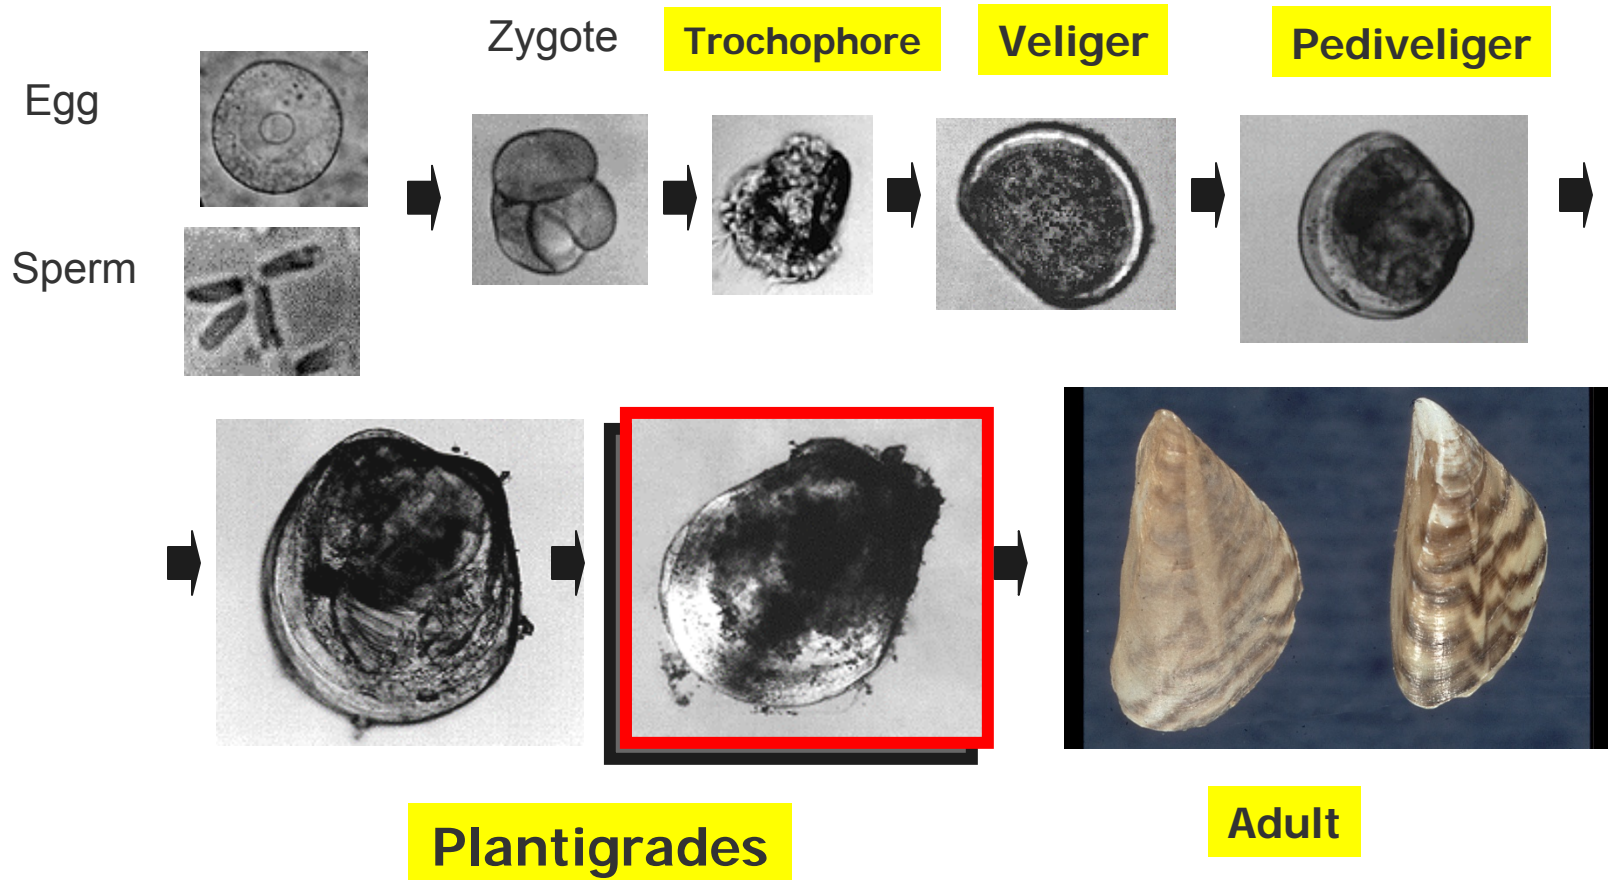 Egg
Sperm
Zygote
Trochophore
Veliger
Pediveliger
Plantigrades
Adult